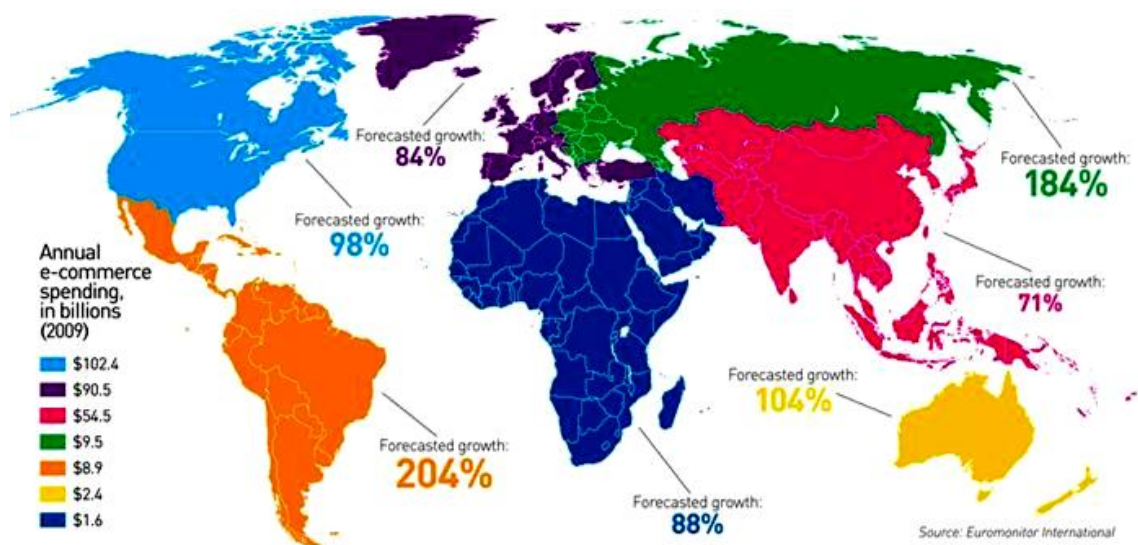 Forecasted growth:
84%
Forecasted growth:
184%
Forecasted growth:
98%
Annual
e-commerce
spending,
in billions
(2009)
$102.4
$90.5
$54.5
$9.5
$8.9
$2.4
$1.6
Forecasted growth:
71%
Forecasted growth:
104%
Forecasted growth:
204%
Forecasted growth:
88%
Source: Euromonitor International